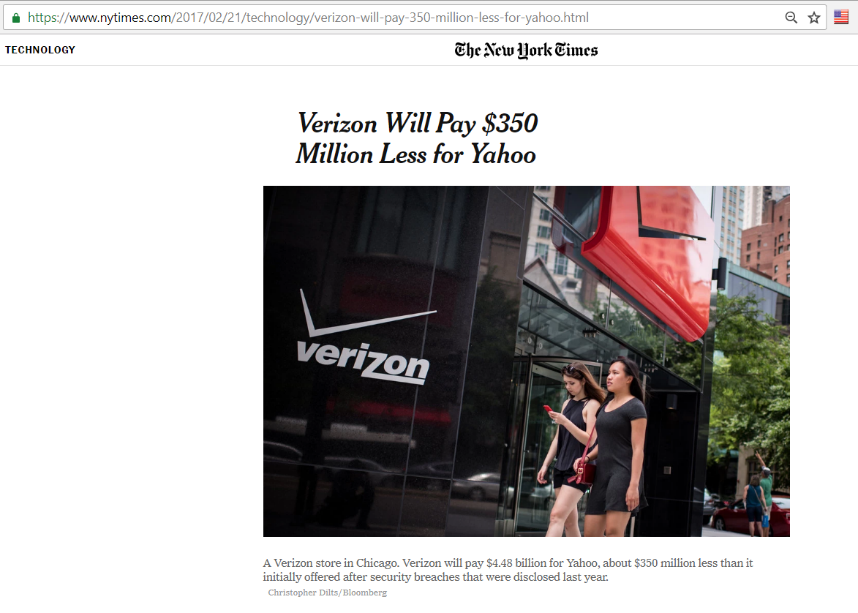 https://www.nytimes.com/2017/02/21/technology/verizon-will-pay-350-million-less-for-yahoo.html
TECHNOLOGY
The New York Times
Verizon Will Pay $350
Million Less for Yahoo
verizon
A Verizon store in Chicago. Verizon will pay $4.48 billion for Yahoo, about $350 million less than it
initially offered after security breaches that were disclosed last year.
Christopher Dilts/Bloomberg